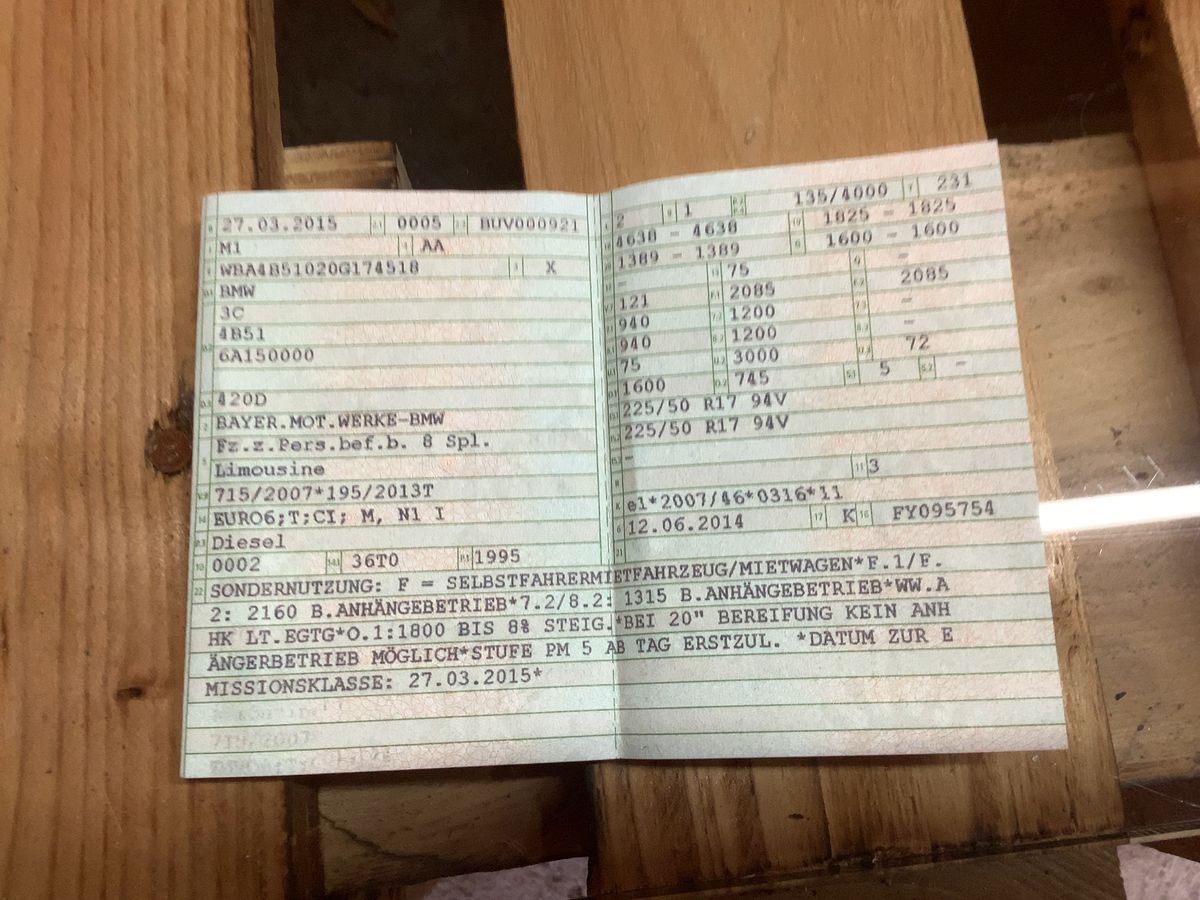 27.03.2015 0005 BUV000921
M1 AA
WBA4B51020G174518 X
BMW
3C
4B51
6A150000
420D
BAYER.MOT.WERKE-BMW
Fz.z.Pers.bef.b. 8 Spl.
Limousine
715/2007*195/2013T
EURO6;T;CI; M, N1 I
Diesel
0002 36T0 1995
2 1 135/4000 231
4638 - 4638 1825 - 1825
1389 - 1389 1600 - 1600
- 75 -
121 2085 2085
940 1200 -
940 1200 -
75 3000 72
1600 745 5 -
225/50 R17 94V
225/50 R17 94V
-
11 3
e1*2007/46*0316*11
12.06.2014 17 K 16 FY095754
21
22 SONDERNUTZUNG: F = SELBSTFAHRERMIETFAHRZEUG/MIETWAGEN*F.1/F.
2: 2160 B.ANHÄNGEBETRIEB*7.2/8.2: 1315 B.ANHÄNGEBETRIEB*WW.A
HK LT.EGTG*O.1:1800 BIS 8% STEIG.*BEI 20" BEREIFUNG KEIN ANH
ÄNGERBETRIEB MÖGLICH*STUFE PM 5 AB TAG ERSTZUL. *DATUM ZUR E
MISSIONSKLASSE: 27.03.2015*